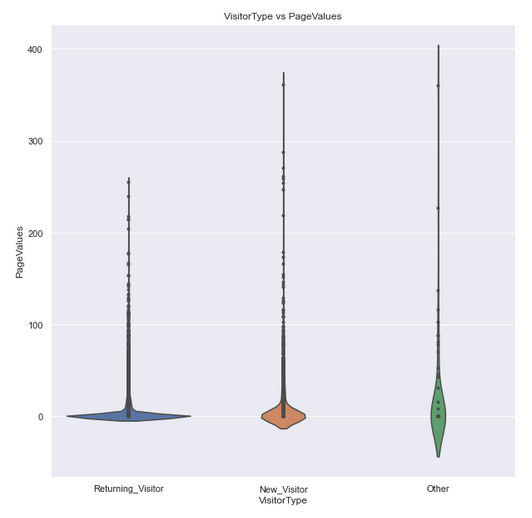 VisitorType vs PageValues
400
300
200
100
0
PageValues
Returning_Visitor
New_Visitor
Other
VisitorType